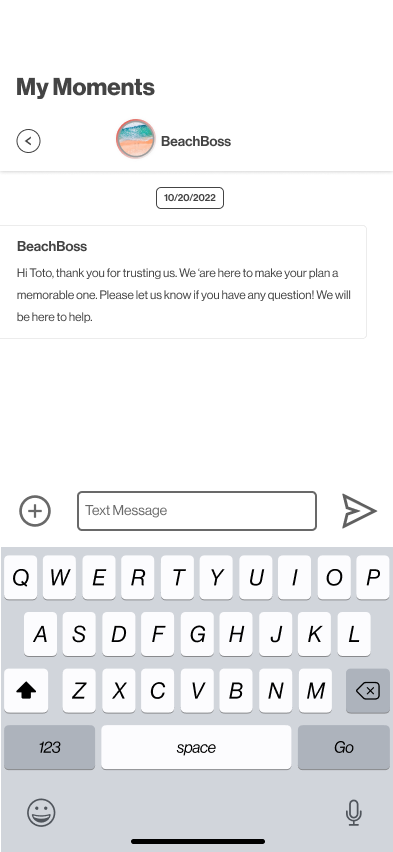 My Moments
BeachBoss
10/20/2022
BeachBoss
Hi Toto, thank you for trusting us. We ‘are here to make your plan a
memorable one. Please let us know if you have any question! We will
be here to help.
Text Message
Q W E R T Y U I O P
A S D F G H J K L
Z X C V B N M
123 space Go